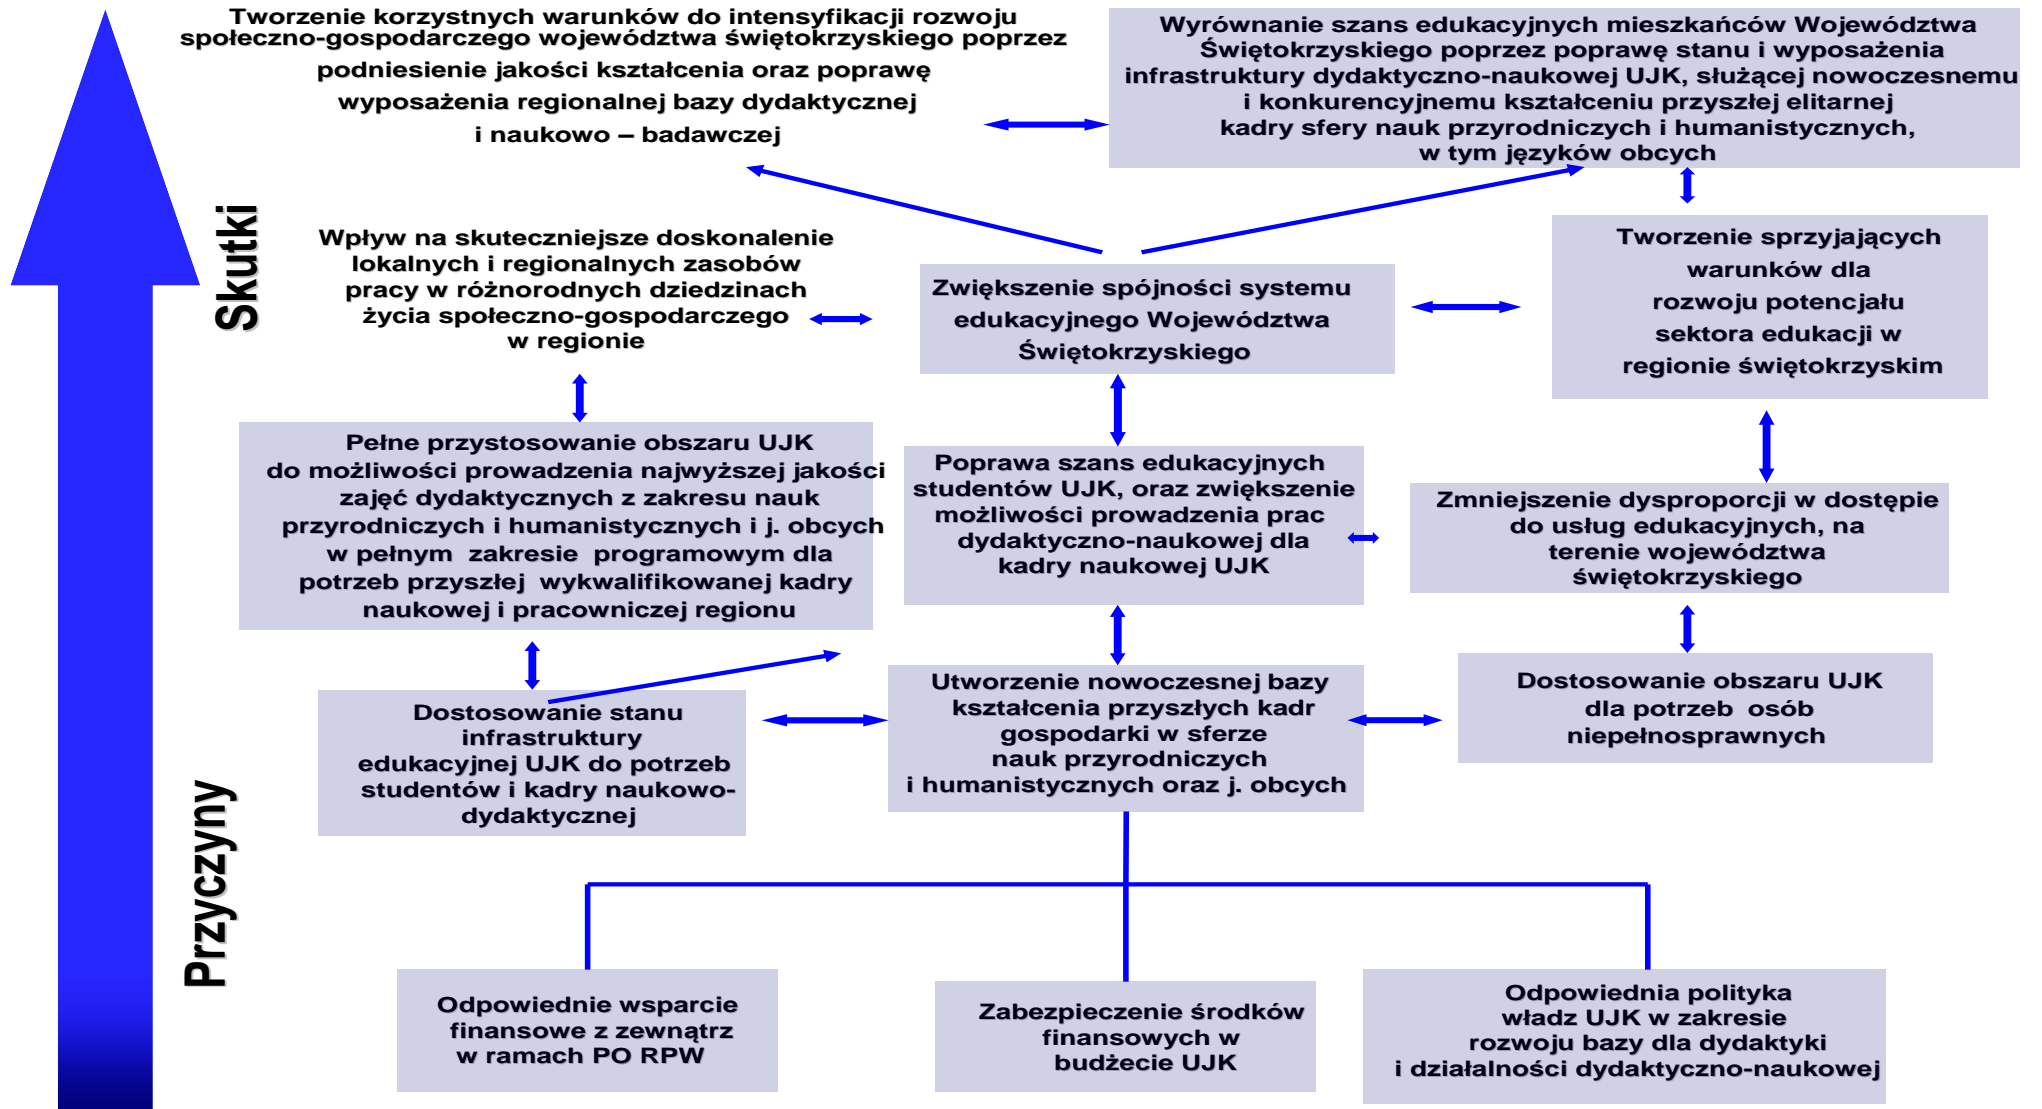 Tworzenie korzystnych warunków do intensyfikacji rozwoju
społeczno-gospodarczego województwa świętokrzyskiego poprzez
podniesienie jakości kształcenia oraz poprawę
wyposażenia regionalnej bazy dydaktycznej
i naukowo – badawczej
Wyrównanie szans edukacyjnych mieszkańców Województwa
Świętokrzyskiego poprzez poprawę stanu i wyposażenia
infrastruktury dydaktyczno-naukowej UJK, służącej nowoczesnemu
i konkurencyjnemu kształceniu przyszłej elitarnej
kadry sfery nauk przyrodniczych i humanistycznych,
w tym języków obcych
Skutki
Wpływ na skuteczniejsze doskonalenie
lokalnych i regionalnych zasobów
pracy w różnorodnych dziedzinach
życia społeczno-gospodarczego
w regionie
Zwiększenie spójności systemu
edukacyjnego Województwa
Świętokrzyskiego
Tworzenie sprzyjających
warunków dla
rozwoju potencjału
sektora edukacji w
regionie świętokrzyskim
Pełne przystosowanie obszaru UJK
do możliwości prowadzenia najwyższej jakości
zajęć dydaktycznych z zakresu nauk
przyrodniczych i humanistycznych i j. obcych
w pełnym zakresie programowym dla
potrzeb przyszłej wykwalifikowanej kadry
naukowej i pracowniczej regionu
Poprawa szans edukacyjnych
studentów UJK, oraz zwiększenie
możliwości prowadzenia prac
dydaktyczno-naukowej dla
kadry naukowej UJK
Zmniejszenie dysproporcji w dostępie
do usług edukacyjnych, na
terenie województwa
świętokrzyskiego
Przyczyny
Dostosowanie stanu
infrastruktury
edukacyjnej UJK do potrzeb
studentów i kadry naukowo-
dydaktycznej
Utworzenie nowoczesnej bazy
kształcenia przyszłych kadr
gospodarki w sferze
nauk przyrodniczych
i humanistycznych oraz j. obcych
Dostosowanie obszaru UJK
dla potrzeb osób
niepełnosprawnych
Odpowiednie wsparcie
finansowe z zewnątrz
w ramach PO RPW
Zabezpieczenie środków
finansowych w
budżecie UJK
Odpowiednia polityka
władz UJK w zakresie
rozwoju bazy dla dydaktyki
i działalności dydaktyczno-naukowej